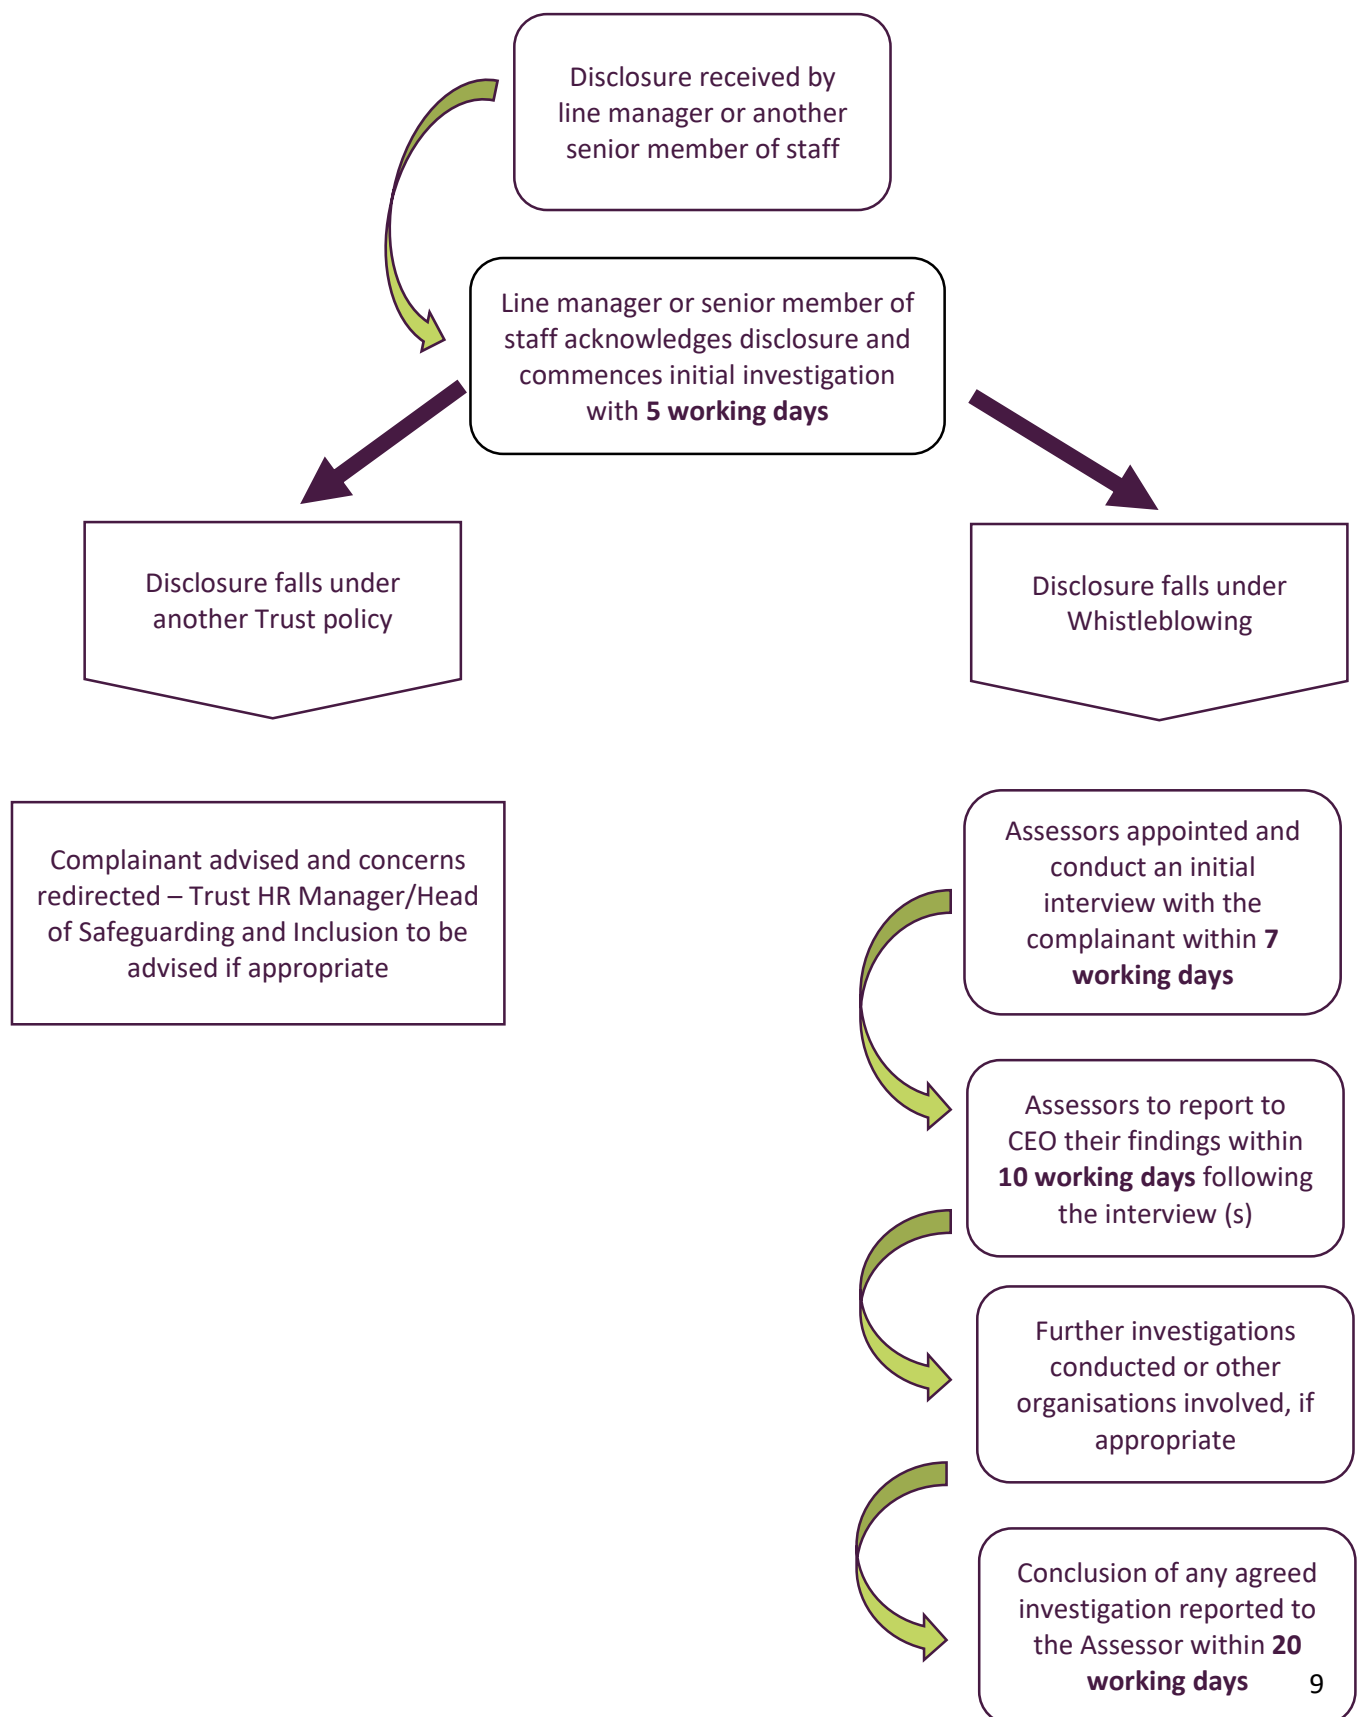 Disclosure received by
line manager or another
senior member of staff
Line manager or senior member of
staff acknowledges disclosure and
commences initial investigation
with 5 working days
Disclosure falls under
another Trust policy
Disclosure falls under
Whistleblowing
Complainant advised and concerns
redirected – Trust HR Manager/Head
of Safeguarding and Inclusion to be
advised if appropriate
Assessors appointed and
conduct an initial
interview with the
complainant within 7
working days
Assessors to report to
CEO their findings within
10 working days following
the interview (s)
Further investigations
conducted or other
organisations involved, if
appropriate
Conclusion of any agreed
investigation reported to
the Assessor within 20
working days
9